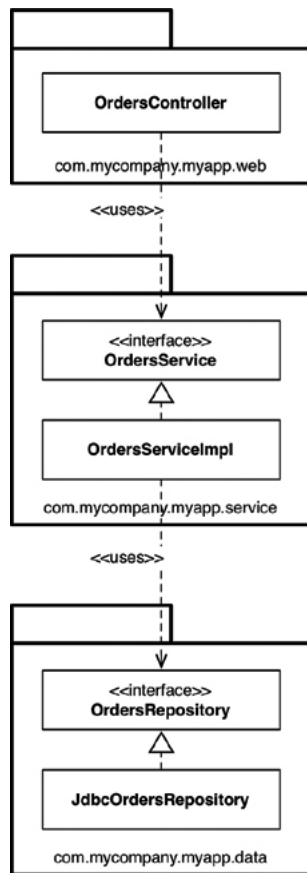 OrdersController
com.mycompany.myapp.web
<<uses>>
<<interface>>
OrdersService
OrdersServiceImpl
com.mycompany.myapp.service
<<uses>>
<<interface>>
OrdersRepository
JdbcOrdersRepository
com.mycompany.myapp.data